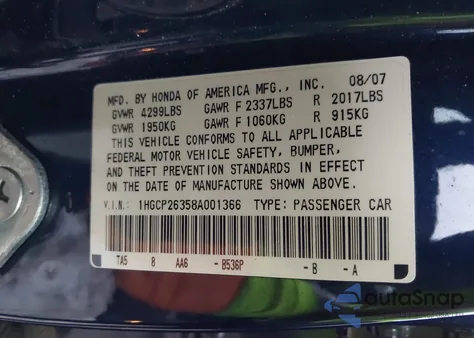 MFD. BY HONDA OF AMERICA MFG., INC. 08/07
GVWR 4299LBS GAWR F 2337LBS R 2017LBS
GVWR 1950KG GAWR F 1060KG R 915KG
THIS VEHICLE CONFORMS TO ALL APPLICABLE
FEDERAL MOTOR VEHICLE SAFETY, BUMPER,
AND THEFT PREVENTION STANDARDS IN EFFECT
ON THE DATE OF MANUFACTURE SHOWN ABOVE.
V.I.N: 1HGCP26358A001366 TYPE: PASSENGER CAR
TA5 8 AA6 -B536P -B -A
autoSnap